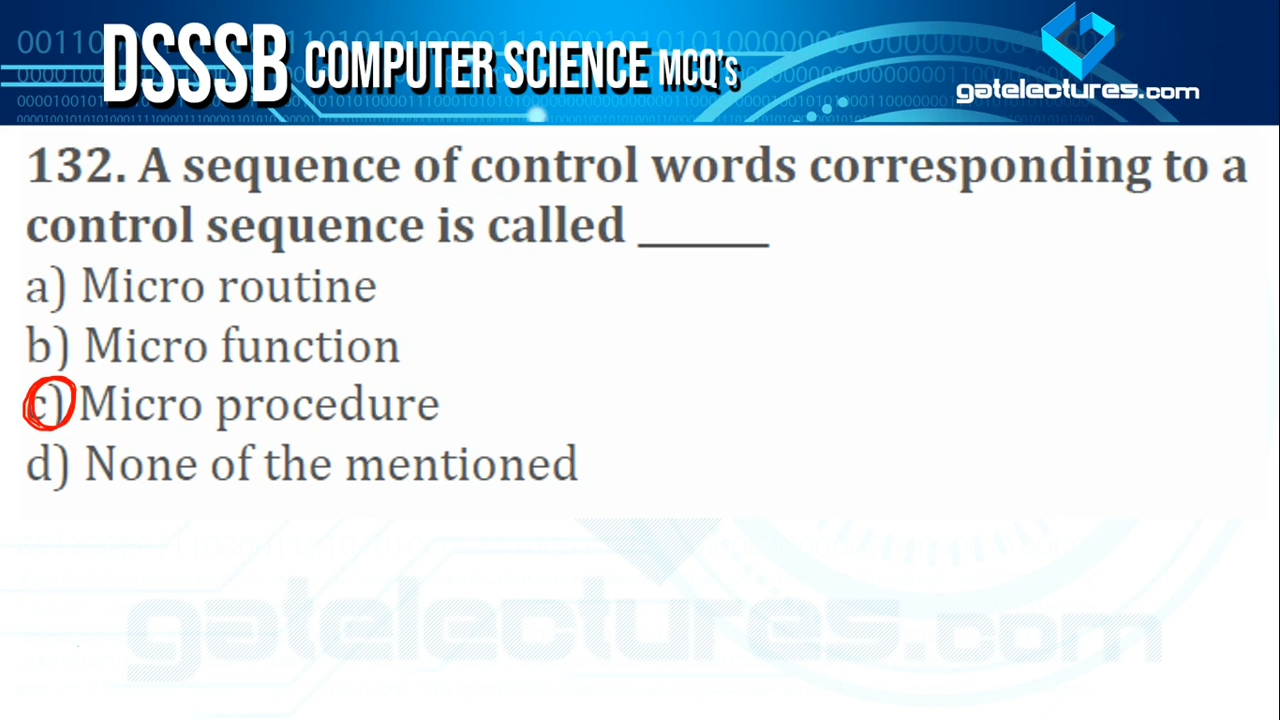 DSSSB COMPUTER SCIENCE MCQ's
gatelectures.com
132. A sequence of control words corresponding to a
control sequence is called ______
a) Micro routine
b) Micro function
c) Micro procedure
d) None of the mentioned
gatelectures.com